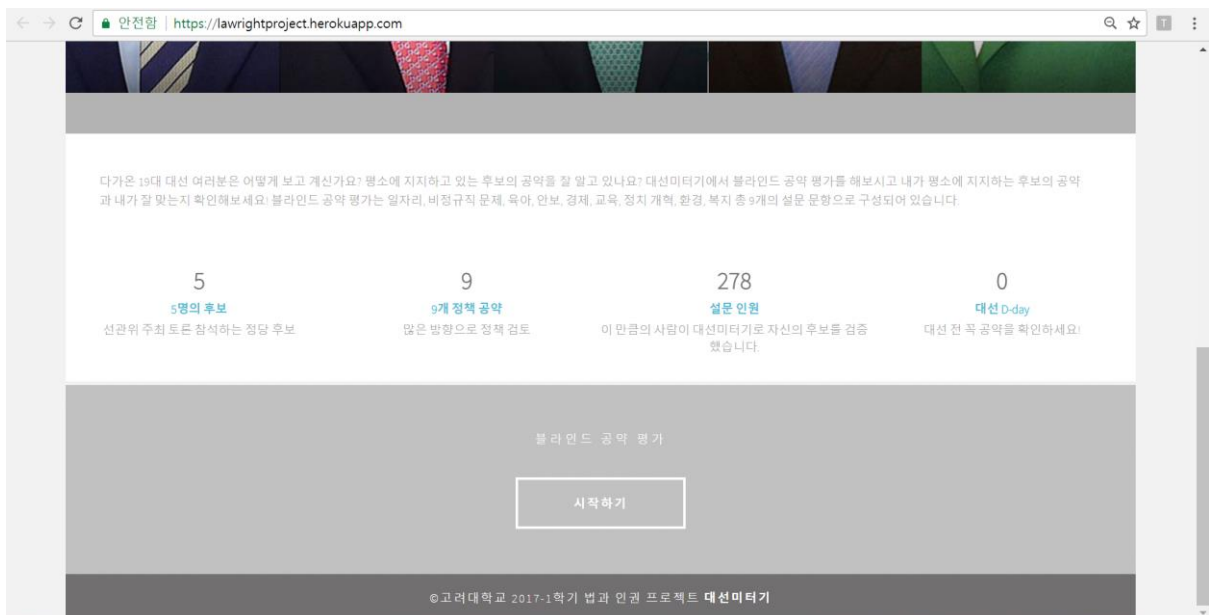 안전함 | https://lawrightproject.herokuapp.com
T
다가온 19대 대선 여러분은 어떻게 보고 계신가요? 평소에 지지하고 있는 후보의 공약을 잘 알고 있나요? 대선미터기에서 블라인드 공약 평가를 해보시고 내가 평소에 지지하는 후보의 공약
과 내가 잘 맞는지 확인해보세요! 블라인드 공약 평가는 일자리, 비정규직 문제, 육아, 안보, 경제, 교육, 정치 개혁, 환경, 복지 총 9개의 설문 문항으로 구성되어 있습니다.
5
5명의 후보
선관위 주최 토론 참석하는 정당 후보
9
9개 정책 공약
많은 방향으로 정책 검토
278
설문 인원
이 만큼의 사람이 대선미터기로 자신의 후보를 검증
했습니다.
0
대선 D-day
대선 전 꼭 공약을 확인하세요!
블라인드 공약 평가
시작하기
©고려대학교 2017-1학기 법과 인권 프로젝트 대선미터기